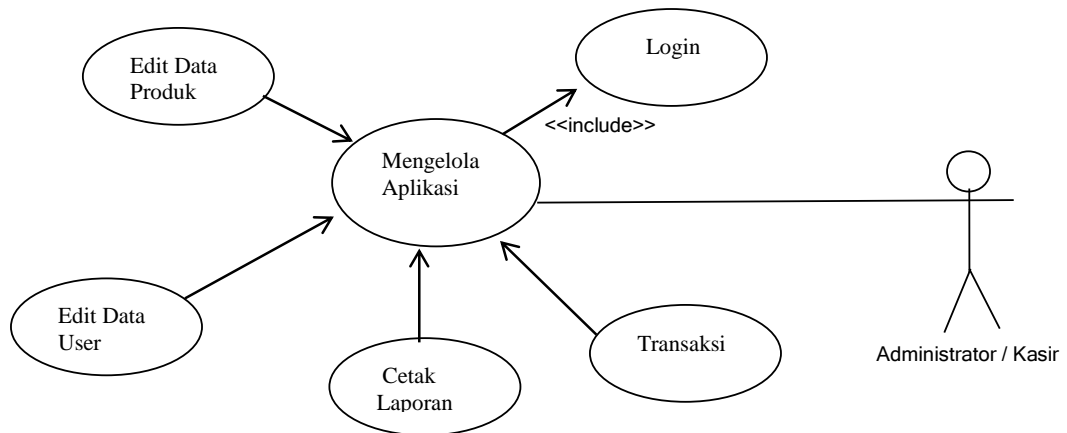 Login
Edit Data
Produk
<<include>>
Mengelola
Aplikasi
Edit Data
User
Transaksi
Administrator / Kasir
Cetak
Laporan